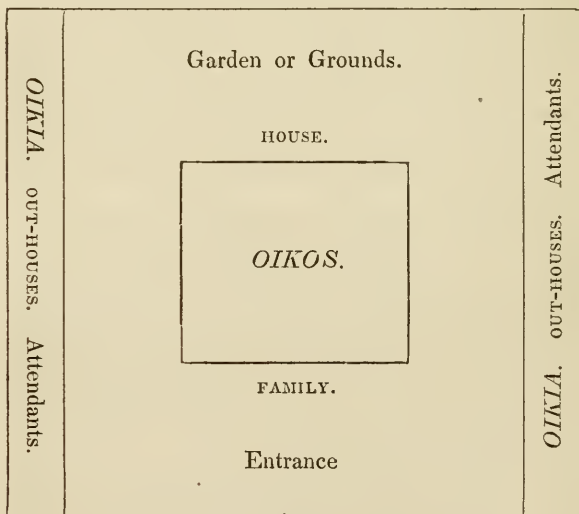 Garden or Grounds.
HOUSE.
OIKOS.
FAMILY.
Entrance
OIKIA. OUT-HOUSES. Attendants.
OIKIA. OUT-HOUSES. Attendants.